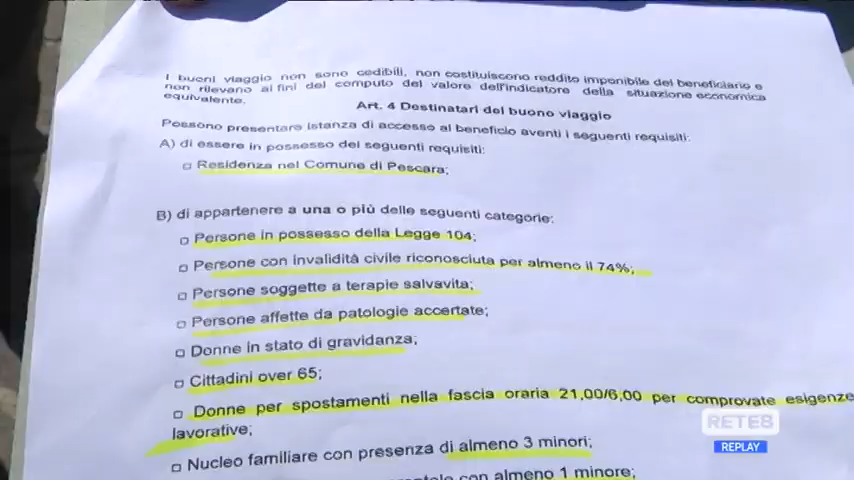 I buoni viaggio non sono cedibili, non costituiscono reddito imponibile del beneficiario e
non rilevano ai fini del computo del valore dell'indicatore della situazione economica
equivalente.
Art. 4 Destinatari del buono viaggio
Possono presentare istanza di accesso al beneficio aventi i seguenti requisiti:
A) di essere in possesso dei seguenti requisiti:
□ Residenza nel Comune di Pescara;
B) di appartenere a una o più delle seguenti categorie:
□ Persone in possesso della Legge 104;
□ Persone con invalidità civile riconosciuta per almeno il 74%;
□ Persone soggette a terapie salvavita;
□ Persone affette da patologie accertate;
□ Donne in stato di gravidanza;
□ Cittadini over 65;
□ Donne per spostamenti nella fascia oraria 21,00/6,00 per comprovate esigenze
lavorative;
□ Nucleo familiare con presenza di almeno 3 minori;
con almeno 1 minore;
RETE8
REPLAY